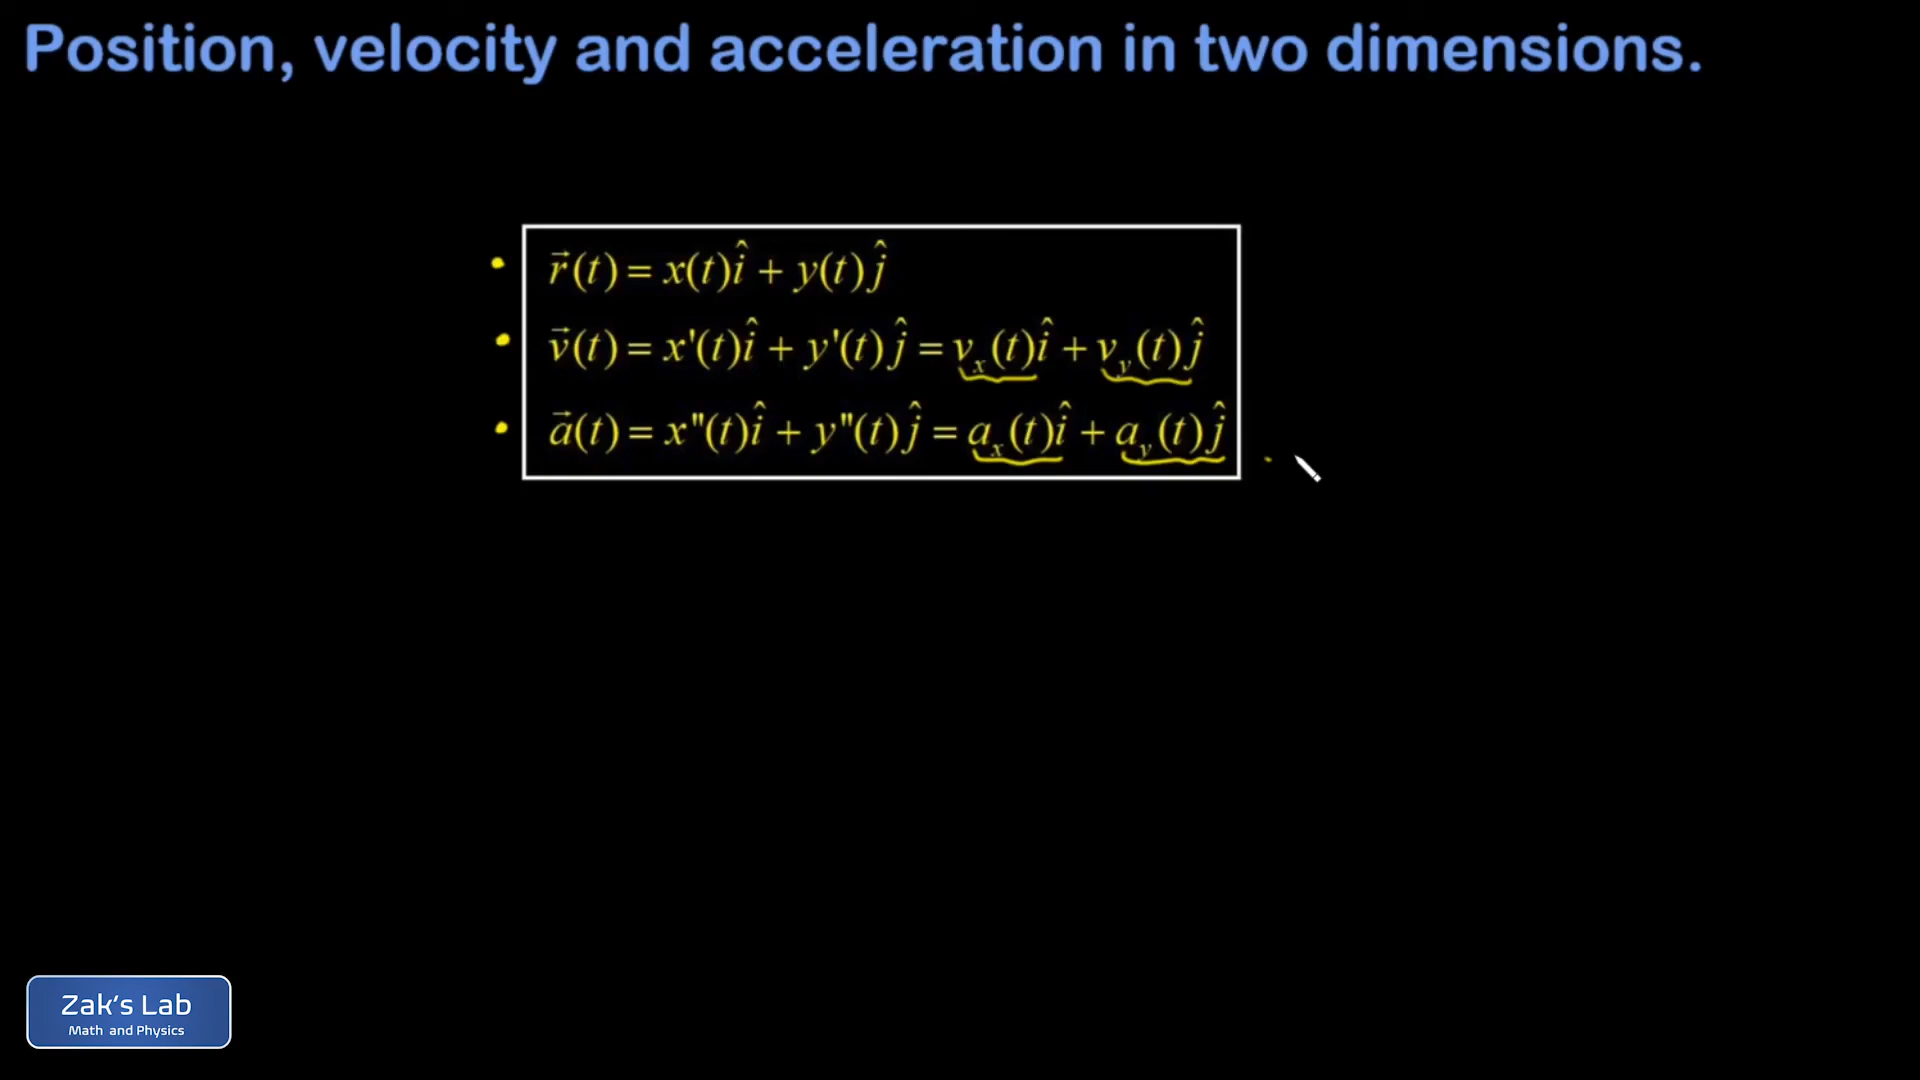 Position, velocity and acceleration in two dimensions.
• r⃗(t) = x(t)î + y(t)ĵ
• v⃗(t) = x'(t)î + y'(t)ĵ = vₓ(t)î + v_y(t)ĵ
• a⃗(t) = x''(t)î + y''(t)ĵ = aₓ(t)î + a_y(t)ĵ
Zak's Lab
Math and Physics